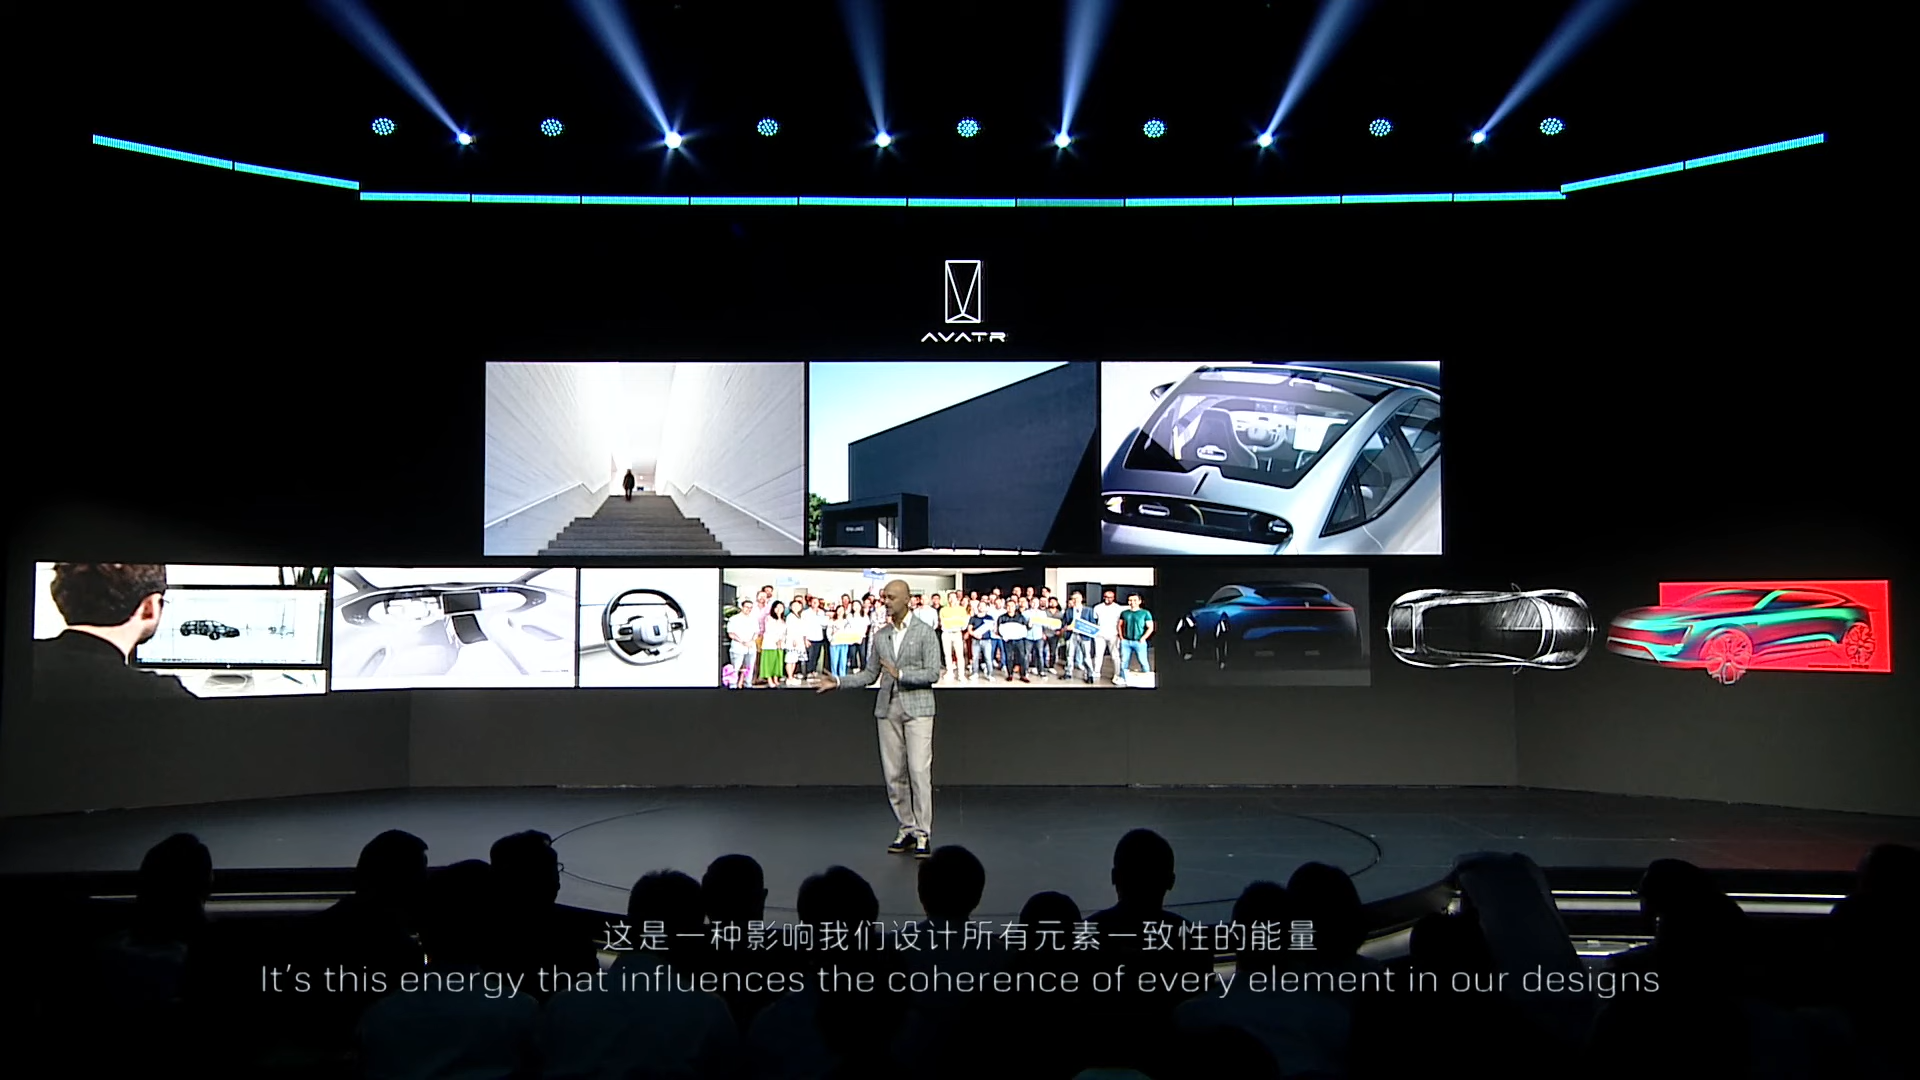 AVATR
这是一种影响我们设计所有元素一致性的能量
It's this energy that influences the coherence of every element in our designs